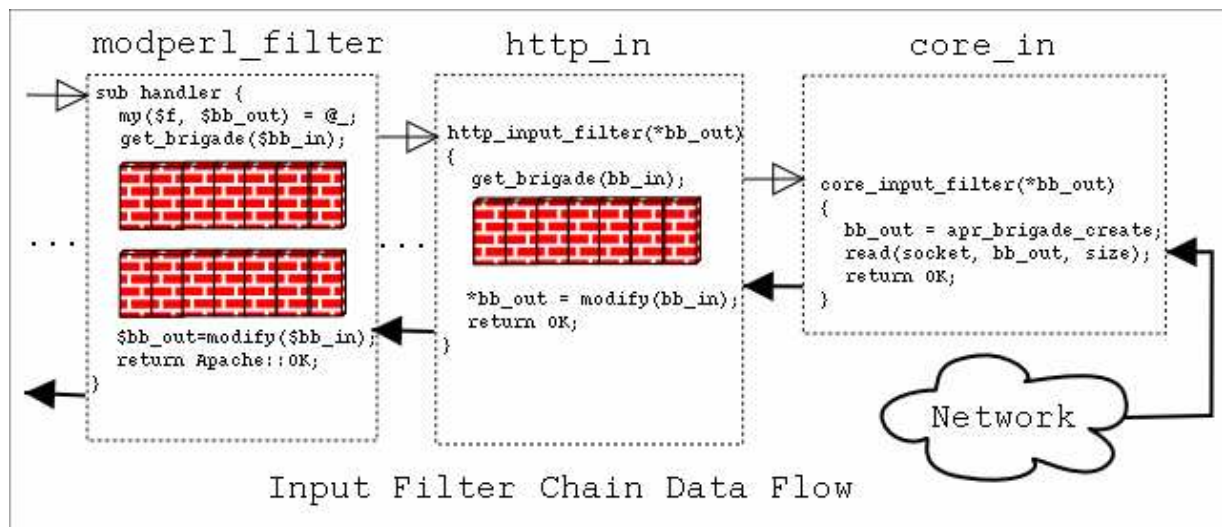 modperl_filter
http_in
core_in
sub handler {
my($f, $bb_out) = @_;
get_brigade($bb_in);
...
$bb_out=modify($bb_in);
return Apache::OK;
}
http_input_filter(*bb_out)
{
get_brigade(bb_in);
...
*bb_out = modify(bb_in);
return OK;
}
core_input_filter(*bb_out)
{
bb_out = apr_brigade_create;
read(socket, bb_out, size);
return OK;
}
Network
Input Filter Chain Data Flow